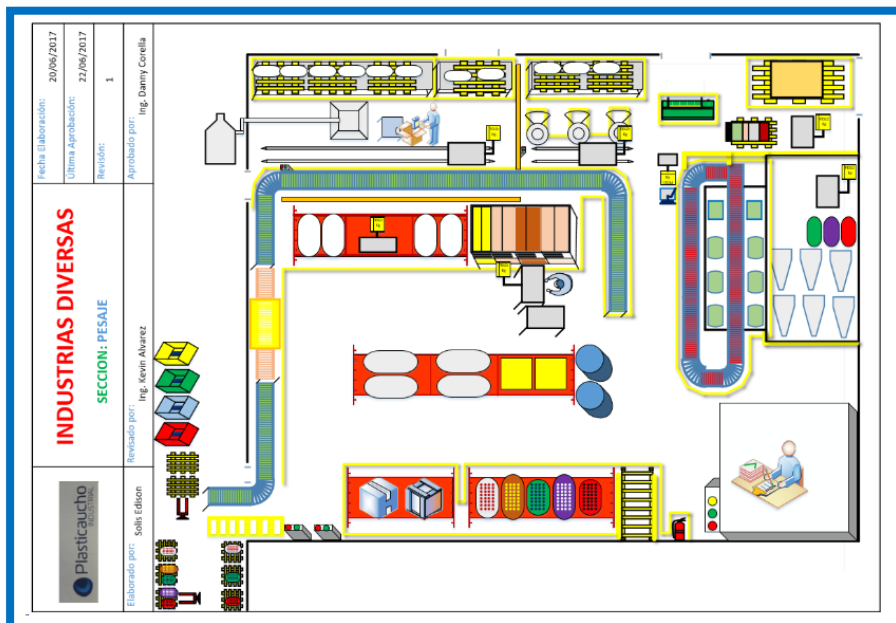 Fecha Elaboración: 20/06/2017
Última Aprobación: 22/06/2017
Revisión: 1
Aprobado por: Ing. Danny Corella
INDUSTRIAS DIVERSAS
SECCION: PESAJE
Revisado por: Ing. Kevin Alvarez
Plasticaucho
INDUSTRIAL
Elaborado por: Solis Edison